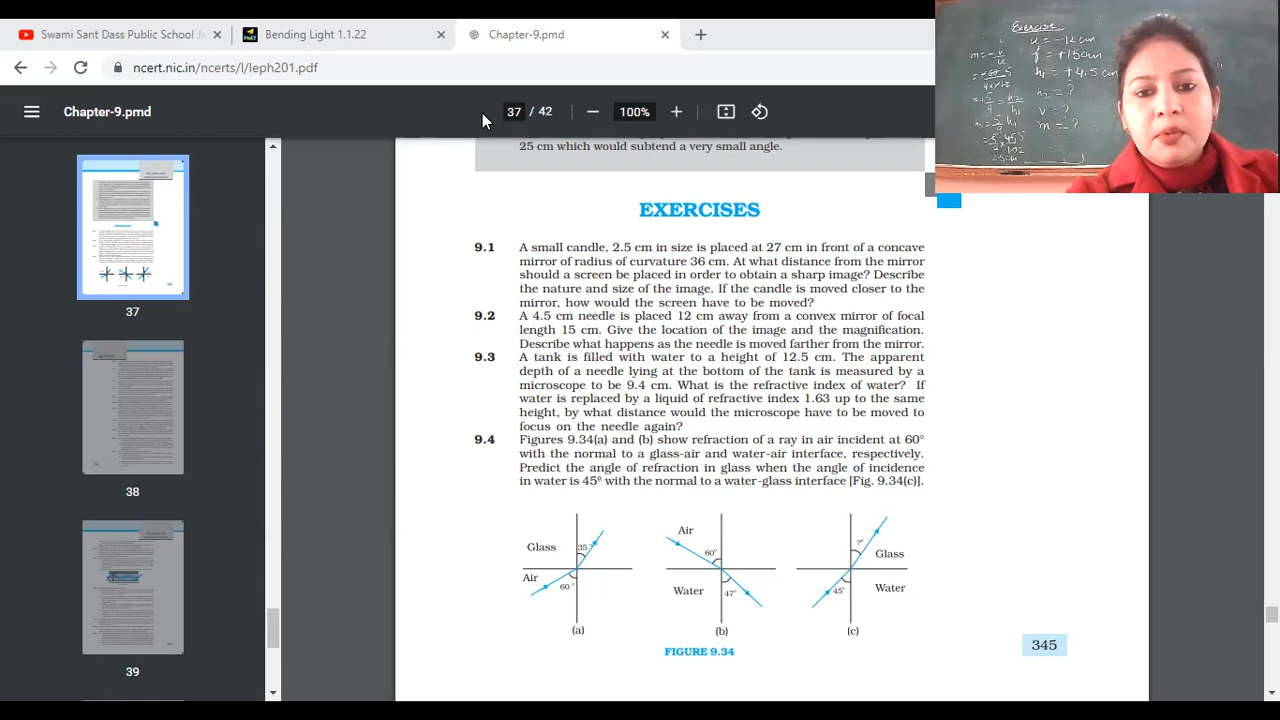 Swami Sant Dass Public School J
Bending Light 1.1.22
Chapter-9.pmd
ncert.nic.in/ncerts/l/leph201.pdf
Chapter-9.pmd
37 / 42
100%
Exercise
u = -12 cm
m = -v/u
f = +15cm
h1 = +4.5 cm
h2 = ?
v = ?
m = ?
37
38
39
25 cm which would subtend a very small angle.
EXERCISES
9.1 A small candle, 2.5 cm in size is placed at 27 cm in front of a concave
mirror of radius of curvature 36 cm. At what distance from the mirror
should a screen be placed in order to obtain a sharp image? Describe
the nature and size of the image. If the candle is moved closer to the
mirror, how would the screen have to be moved?
9.2 A 4.5 cm needle is placed 12 cm away from a convex mirror of focal
length 15 cm. Give the location of the image and the magnification.
Describe what happens as the needle is moved farther from the mirror.
9.3 A tank is filled with water to a height of 12.5 cm. The apparent
depth of a needle lying at the bottom of the tank is measured by a
microscope to be 9.4 cm. What is the refractive index of water? If
water is replaced by a liquid of refractive index 1.63 up to the same
height, by what distance would the microscope have to be moved to
focus on the needle again?
9.4 Figures 9.34(a) and (b) show refraction of a ray in air incident at 60°
with the normal to a glass-air and water-air interface, respectively.
Predict the angle of refraction in glass when the angle of incidence
in water is 45º with the normal to a water-glass interface [Fig. 9.34(c)].
Glass
35°
Air
60°
(a)
Air
60°
Water
47°
(b)
?°
Glass
45°
Water
(c)
FIGURE 9.34
345